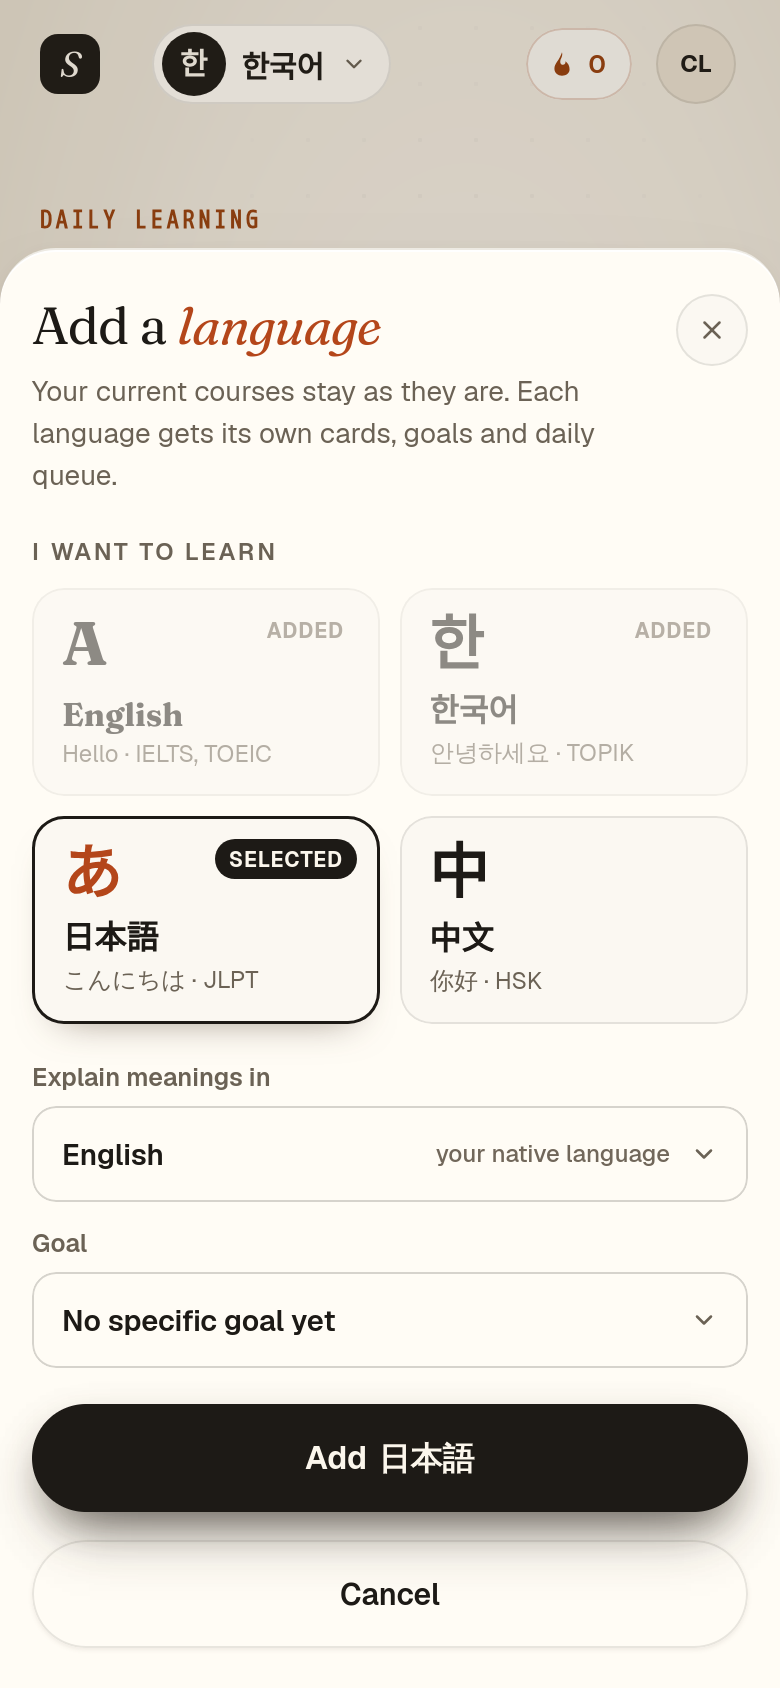 S
한 한국어
0
CL
DAILY LEARNING
Add a language
Your current courses stay as they are. Each
language gets its own cards, goals and daily
queue.
I WANT TO LEARN
A
ADDED
English
Hello · IELTS, TOEIC
한
ADDED
한국어
안녕하세요 · TOPIK
あ
SELECTED
日本語
こんにちは · JLPT
中
中文
你好 · HSK
Explain meanings in
English your native language
Goal
No specific goal yet
Add 日本語
Cancel